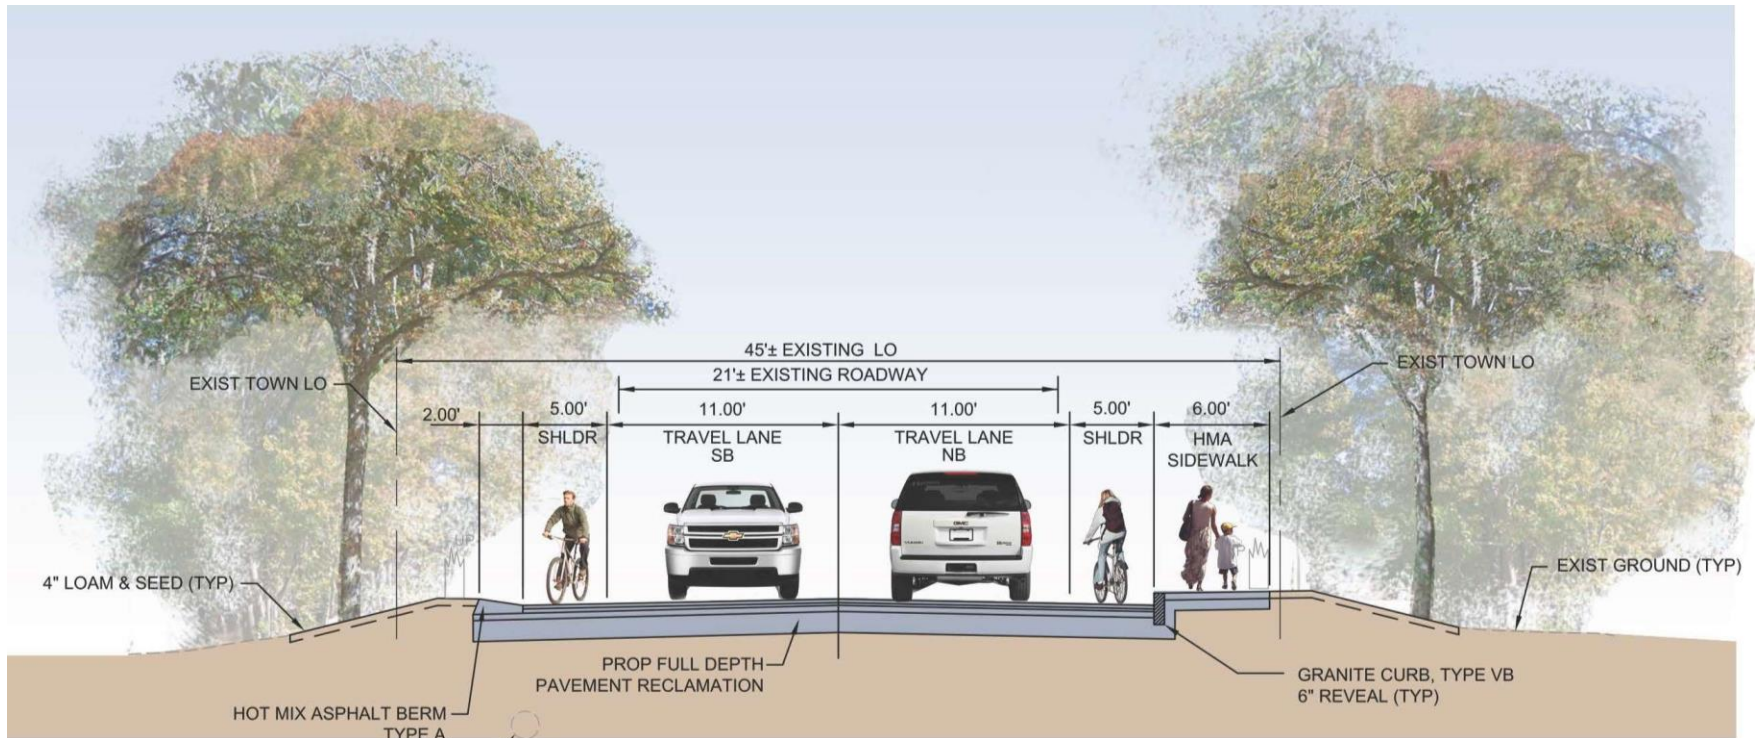 45'± EXISTING LO
EXIST TOWN LO
21'± EXISTING ROADWAY
EXIST TOWN LO
2.00'
5.00'
11.00'
11.00'
5.00'
6.00'
SHLDR
TRAVEL LANE
SB
TRAVEL LANE
NB
SHLDR
HMA
SIDEWALK
UP
UP
GMC
4" LOAM & SEED (TYP)
EXIST GROUND (TYP)
PROP FULL DEPTH
PAVEMENT RECLAMATION
GRANITE CURB, TYPE VB
6" REVEAL (TYP)
HOT MIX ASPHALT BERM
TYPE A